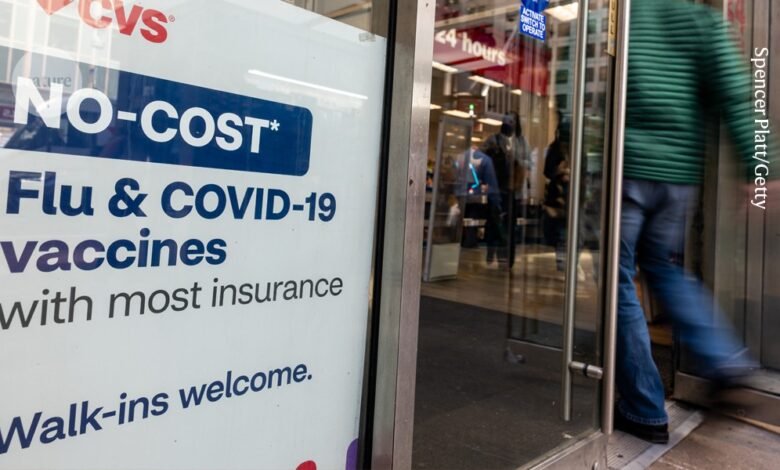 CVS®
NO-COST*
Flu & COVID-19
vaccines
with most insurance
Walk-ins welcome.
24 hours
ACTIVATE
SWITCH TO
OPERATE
Spencer Platt/Getty